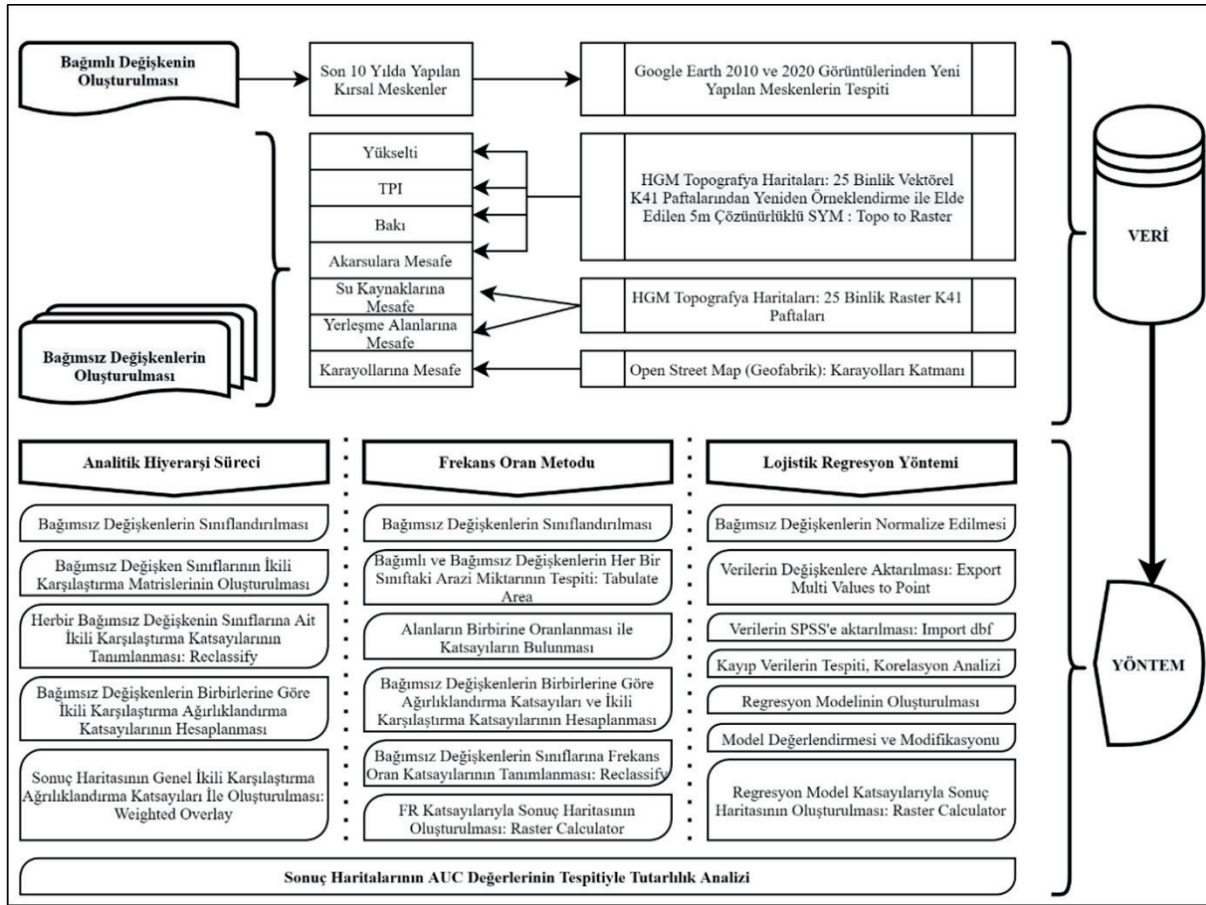 Bağımlı Değişkenin
Oluşturulması
Son 10 Yılda Yapılan
Kırsal Meskenler
Google Earth 2010 ve 2020 Görüntülerinden Yeni
Yapılan Meskenlerin Tespiti
Yükselti
TPI
Bakı
Akarsulara Mesafe
Su Kaynaklarına
Mesafe
Yerleşme Alanlarına
Mesafe
Karayollarına Mesafe
HGM Topografya Haritaları: 25 Binlik Vektörel
K41 Paftalarından Yeniden Örneklendirme ile Elde
Edilen 5m Çözünürlüklü SYM : Topo to Raster
HGM Topografya Haritaları: 25 Binlik Raster K41
Paftaları
Open Street Map (Geofabrik): Karayolları Katmanı
Bağımsız Değişkenlerin
Oluşturulması
VERİ
Analitik Hiyerarşi Süreci
Bağımsız Değişkenlerin Sınıflandırılması
Bağımsız Değişken Sınıflarının İkili
Karşılaştırma Matrislerinin Oluşturulması
Herbir Bağımsız Değişkenin Sınıflarına Ait
İkili Karşılaştırma Katsayılarının
Tanımlanması: Reclassify
Bağımsız Değişkenlerin Birbirlerine Göre
İkili Karşılaştırma Ağırlıklandırma
Katsayılarının Hesaplanması
Sonuç Haritasının Genel İkili Karşılaştırma
Ağrılıklandırma Katsayıları İle Oluşturulması:
Weighted Overlay
Frekans Oran Metodu
Bağımsız Değişkenlerin Sınıflandırılması
Bağımlı ve Bağımsız Değişkenlerin Her Bir
Sınıftaki Arazi Miktarının Tespiti: Tabulate
Area
Alanların Birbirine Oranlanması ile
Katsayıların Bulunması
Bağımsız Değişkenlerin Birbirlerine Göre
Ağırlıklandırma Katsayıları ve İkili
Karşılaştırma Katsayılarının Hesaplanması
Bağımsız Değişkenlerin Sınıflarına Frekans
Oran Katsayılarının Tanımlanması: Reclassify
FR Katsayılarıyla Sonuç Haritasının
Oluşturulması: Raster Calculator
Lojistik Regresyon Yöntemi
Bağımsız Değişkenlerin Normalize Edilmesi
Verilerin Değişkenlere Aktarılması: Export
Multi Values to Point
Verilerin SPSS'e aktarılması: Import dbf
Kayıp Verilerin Tespiti, Korelasyon Analizi
Regresyon Modelinin Oluşturulması
Model Değerlendirmesi ve Modifikasyonu
Regresyon Model Katsayılarıyla Sonuç
Haritasının Oluşturulması: Raster Calculator
YÖNTEM
Sonuç Haritalarının AUC Değerlerinin Tespitiyle Tutarlılık Analizi